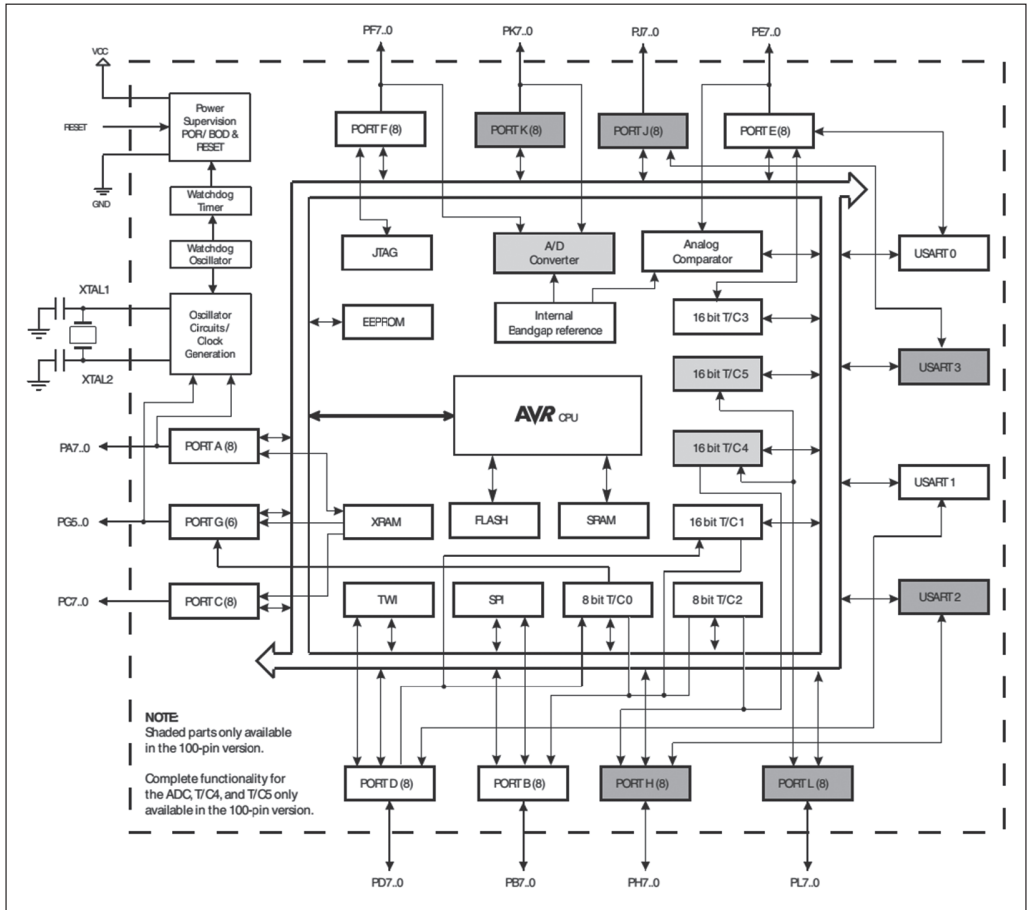 PF7..0
PK7..0
PJ7..0
PE7..0
VCC
RESET
GND
Power
Supervision
POR/ BOD &
RESET
PORT F (8)
PORT K (8)
PORT J (8)
PORT E (8)
Watchdog
Timer
Watchdog
Oscillator
JTAG
A/D
Converter
Analog
Comparator
USART 0
XTAL1
XTAL2
Oscillator
Circuits /
Clock
Generation
EEPROM
Internal
Bandgap reference
16 bit T/C3
16 bit T/C5
USART 3
AVR CPU
PA7..0
PORT A (8)
16 bit T/C4
USART 1
PG5..0
PORT G (6)
XRAM
FLASH
SRAM
16 bit T/C1
PC7..0
PORT C (8)
TWI
SPI
8 bit T/C0
8 bit T/C2
USART 2
NOTE:
Shaded parts only available
in the 100-pin version.
Complete functionality for
the ADC, T/C4, and T/C5 only
available in the 100-pin version.
PORT D (8)
PORT B (8)
PORT H (8)
PORT L (8)
PD7..0
PB7..0
PH7..0
PL7..0